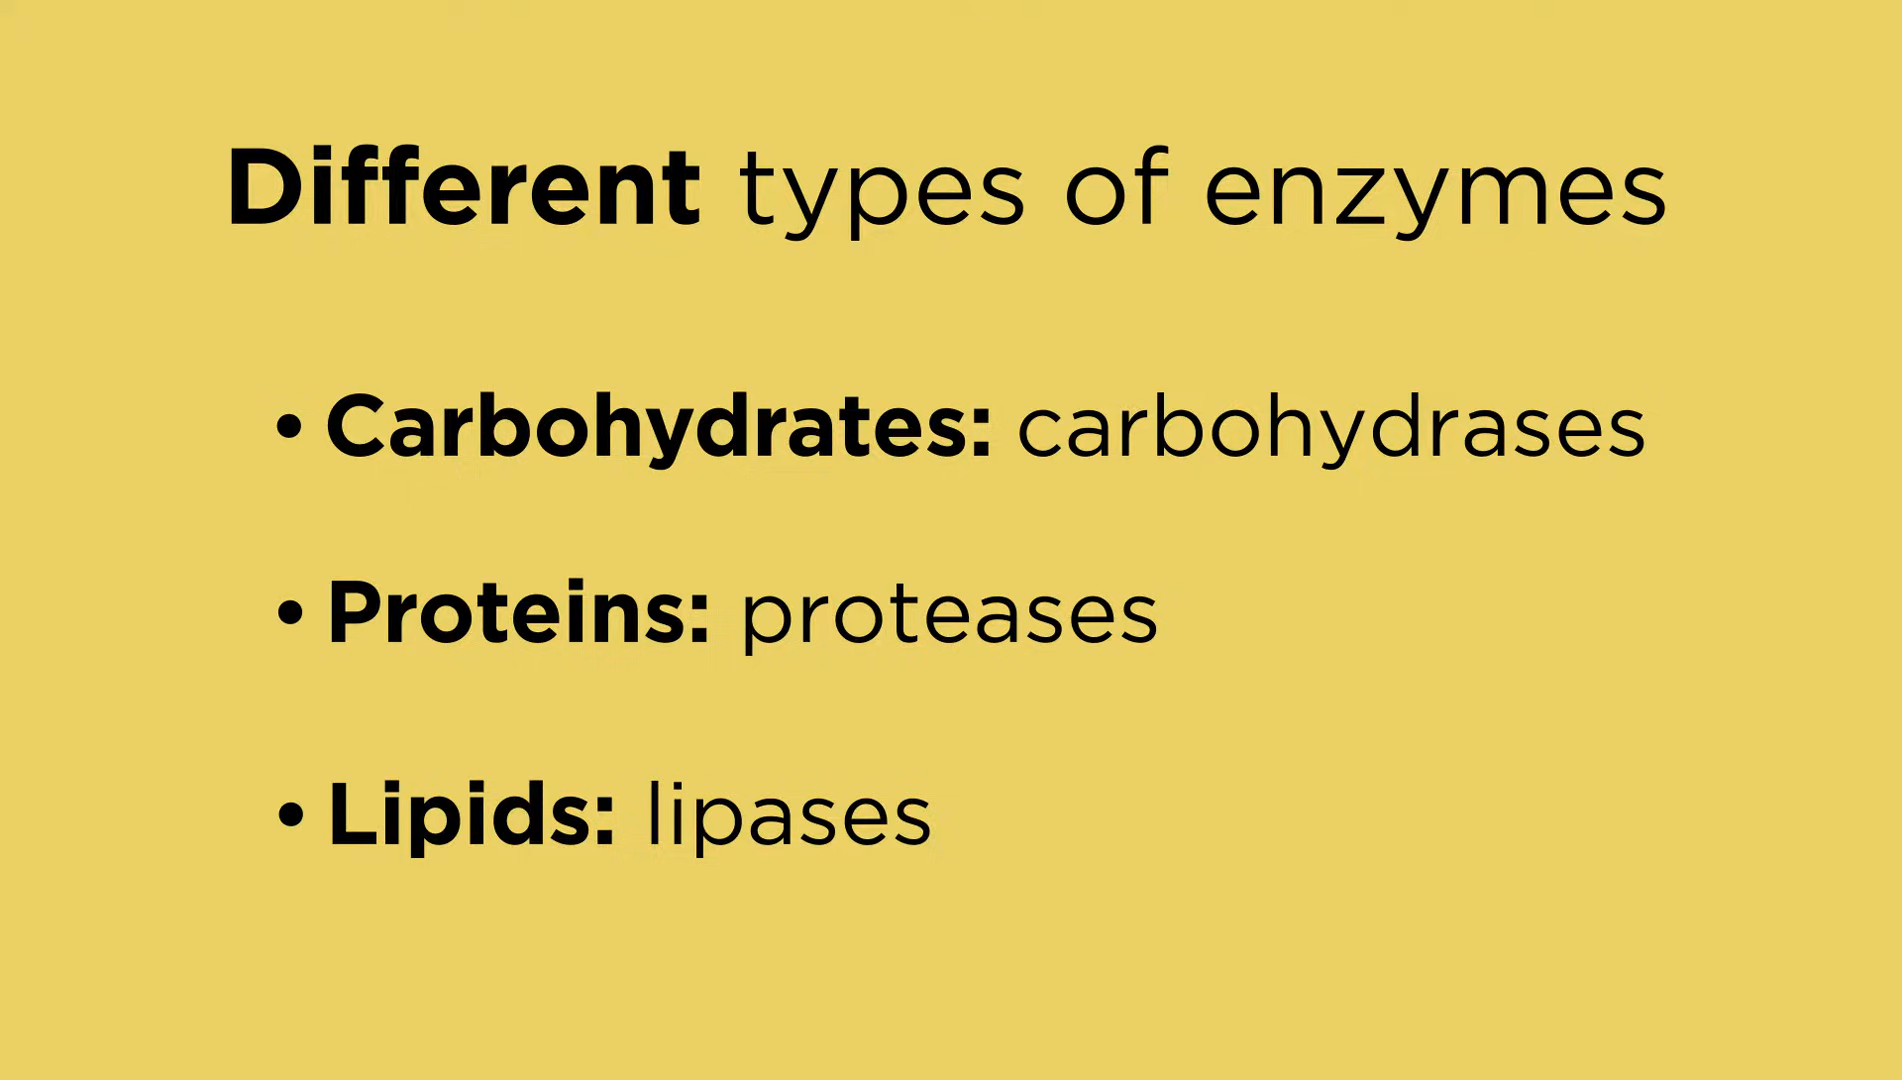 Different types of enzymes
• Carbohydrates: carbohydrases
• Proteins: proteases
• Lipids: lipases